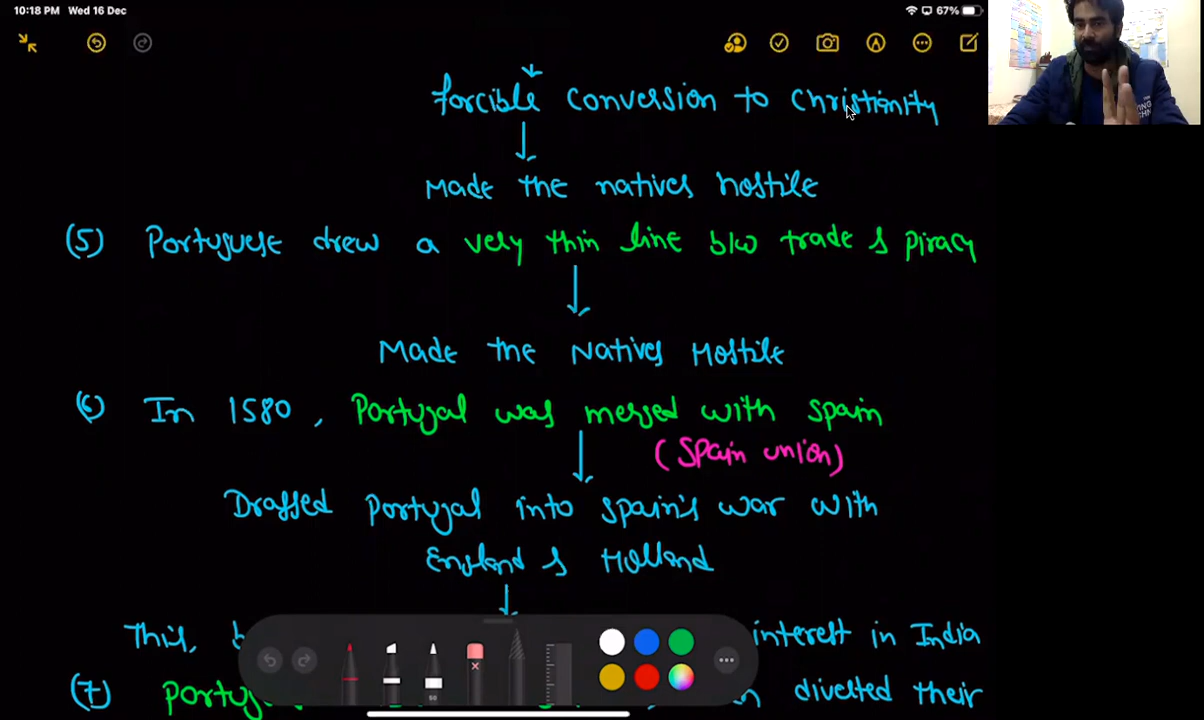 10:18 PM Wed 16 Dec
67%
forcible conversion to christianity
Made the natives hostile
(5) Portuguese drew a very thin line b/w trade & piracy
Made the Natives Hostile
(6) In 1580, Portugal was merged with spain
(Spain union)
Dragged Portugal into spain's war with
England & Holland
This, interest in India
(7) diverted their